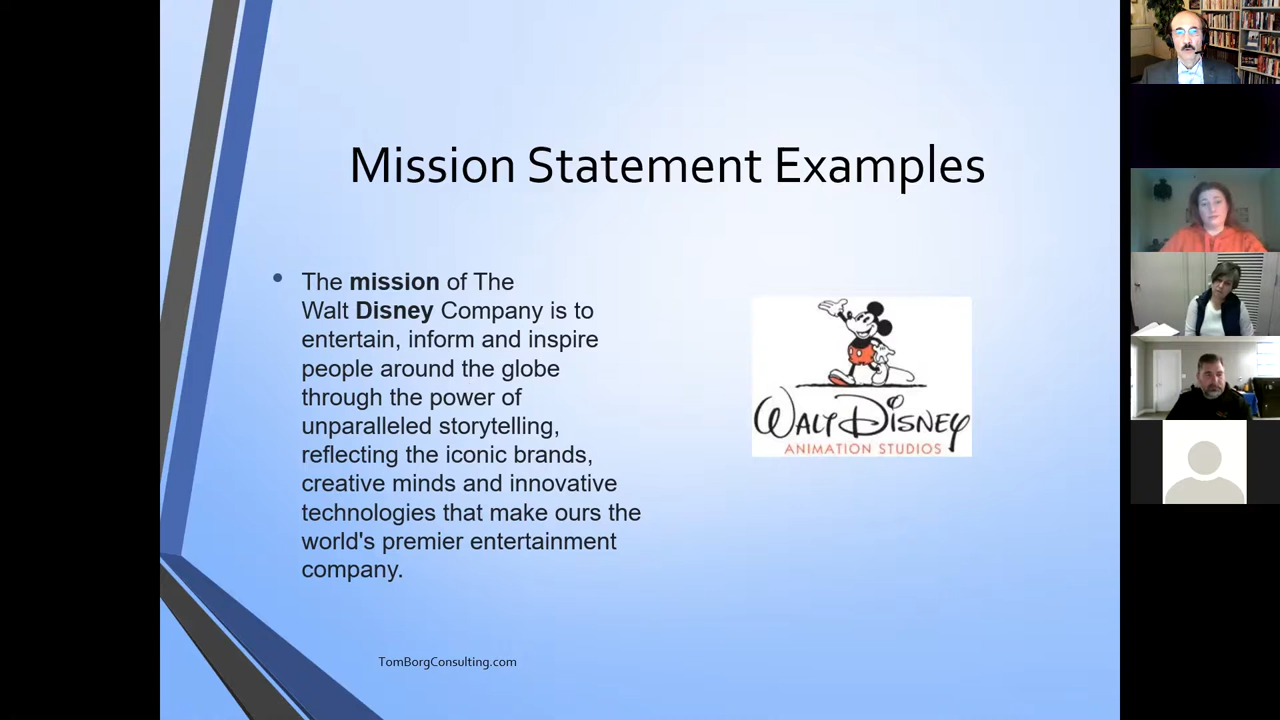 Mission Statement Examples
The mission of The
Walt Disney Company is to
entertain, inform and inspire
people around the globe
through the power of
unparalleled storytelling,
reflecting the iconic brands,
creative minds and innovative
technologies that make ours the
world's premier entertainment
company.
WALT DISNEY
ANIMATION STUDIOS
TomBorgConsulting.com